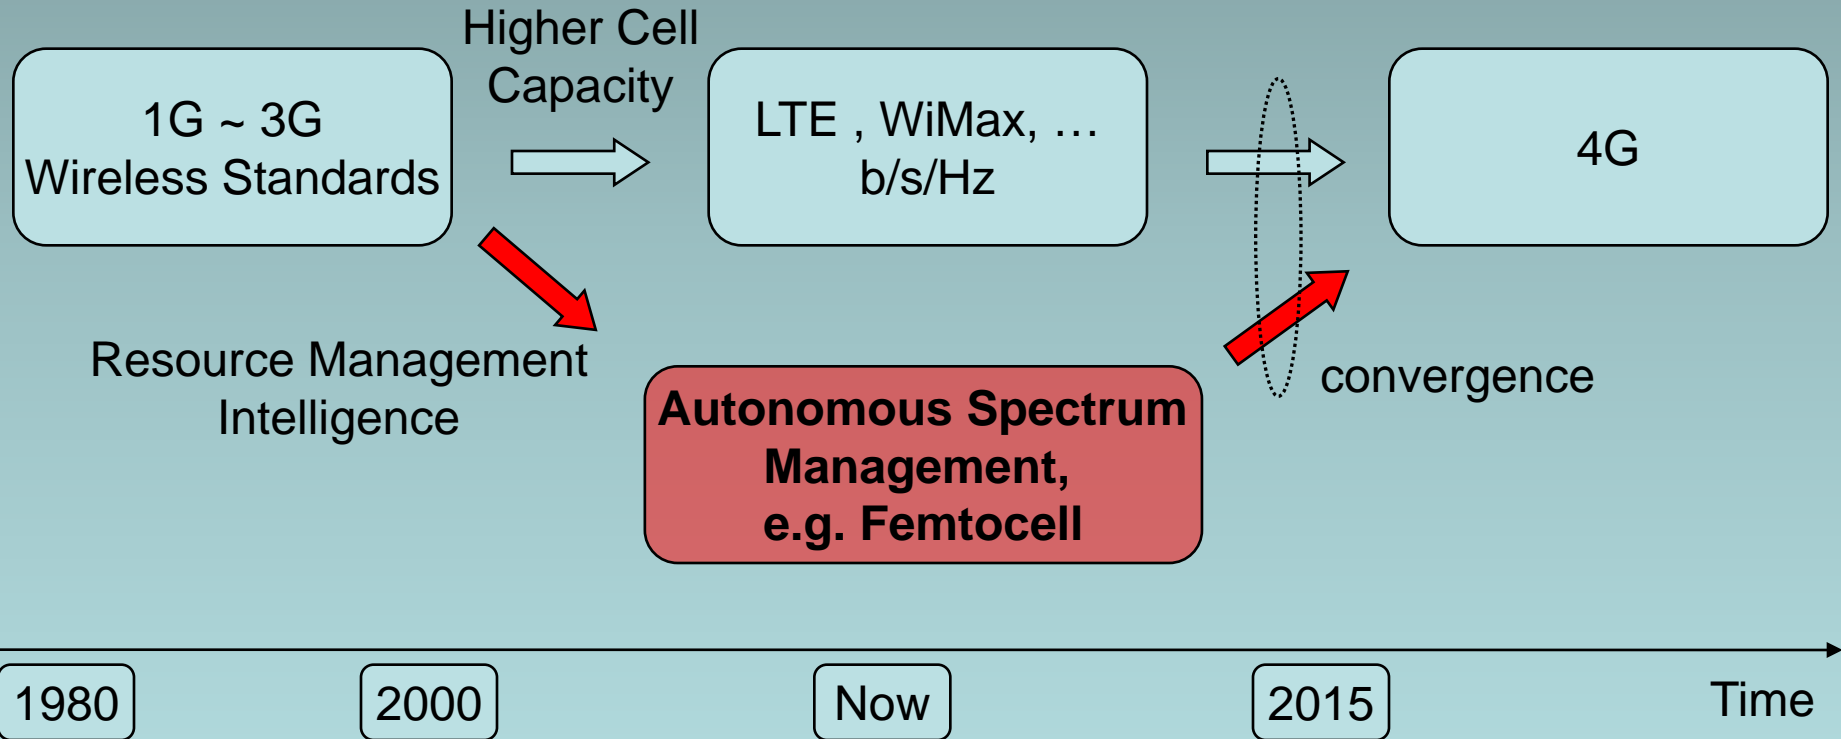 Higher Cell
Capacity
1G ~ 3G
Wireless Standards
LTE , WiMax, …
b/s/Hz
4G
Resource Management
Intelligence
Autonomous Spectrum
Management,
e.g. Femtocell
convergence
1980
2000
Now
2015
Time